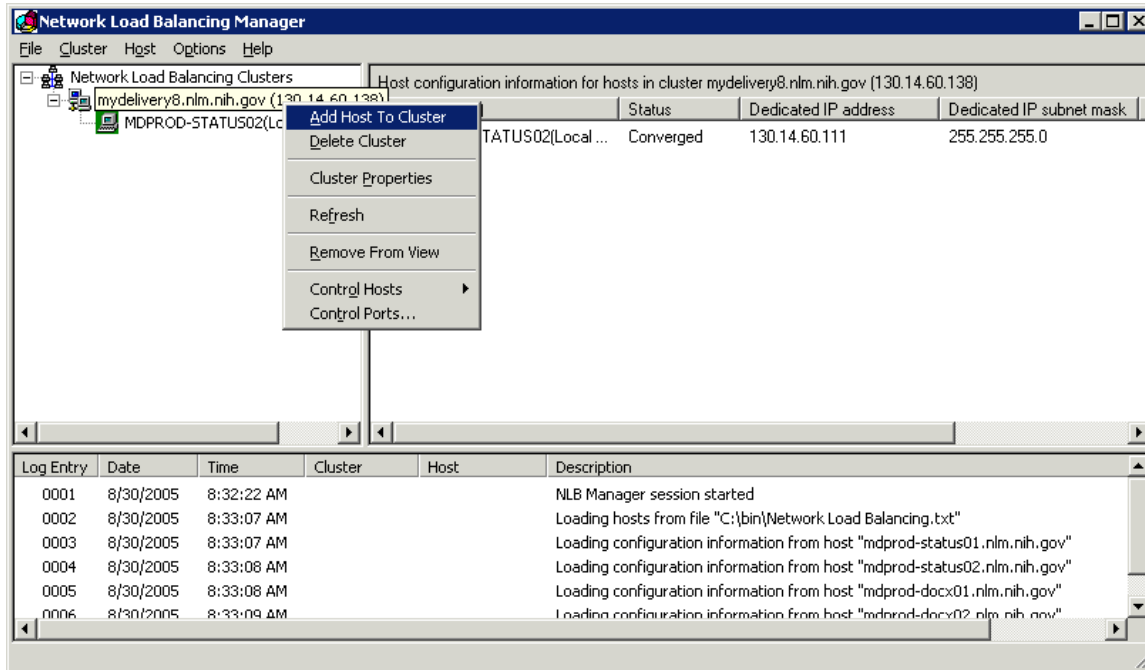 Network Load Balancing Manager
File Cluster Host Options Help
Network Load Balancing Clusters
mydelivery8.nlm.nih.gov (130.14.60.138)
MDPROD-STATUS02(Lo
Add Host To Cluster
Delete Cluster
Cluster Properties
Refresh
Remove From View
Control Hosts
Control Ports...
Host configuration information for hosts in cluster mydelivery8.nlm.nih.gov (130.14.60.138)
Status Dedicated IP address Dedicated IP subnet mask
TATUS02(Local ... Converged 130.14.60.111 255.255.255.0
Log Entry Date Time Cluster Host Description
0001 8/30/2005 8:32:22 AM NLB Manager session started
0002 8/30/2005 8:33:07 AM Loading hosts from file "C:\bin\Network Load Balancing.txt"
0003 8/30/2005 8:33:07 AM Loading configuration information from host "mdprod-status01.nlm.nih.gov"
0004 8/30/2005 8:33:08 AM Loading configuration information from host "mdprod-status02.nlm.nih.gov"
0005 8/30/2005 8:33:08 AM Loading configuration information from host "mdprod-docx01.nlm.nih.gov"
0006 8/30/2005 8:33:09 AM Loading configuration information from host "mdprod-docx02.nlm.nih.gov"